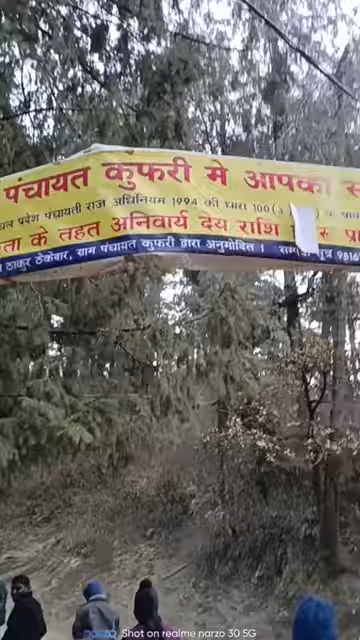 पंचायत कुफरी मे आपका
प्रदेश पंचायती राज अधिनियम 1994 की धारा 100(
के तहत अनिवार्य देय राशि
ठाकुर ठेकेदार, ग्राम पंचायत कुफरी द्वारा अनुमोदित ।
narzo Shot on realme narzo 30 5G